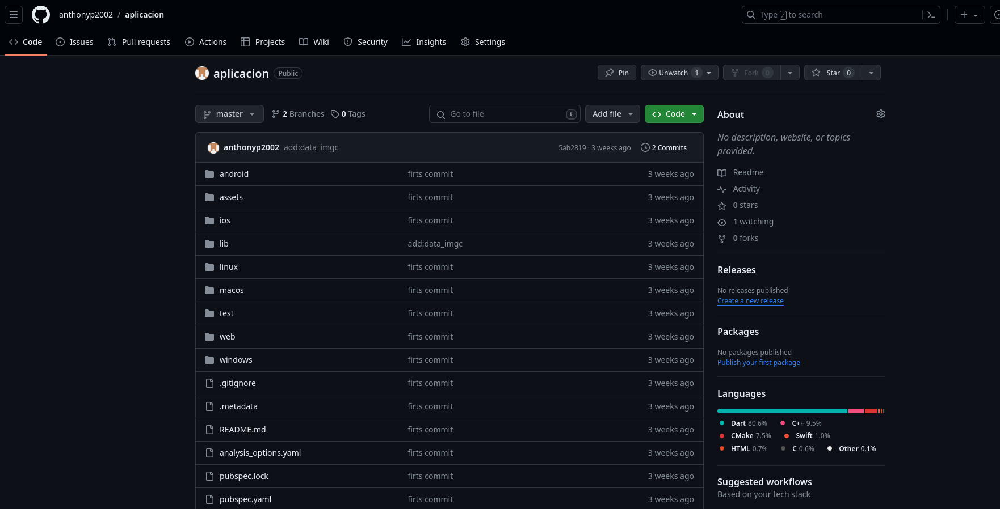 anthonyp2002 / aplicacion
Type / to search
Code Issues Pull requests Actions Projects Wiki Security Insights Settings
aplicacion Public
Pin Unwatch 1 Fork 0 Star 0
master 2 Branches 0 Tags Go to file t Add file Code
anthonyp2002 add:data_imgc 5ab2819 · 3 weeks ago 2 Commits
android firts commit 3 weeks ago
assets firts commit 3 weeks ago
ios firts commit 3 weeks ago
lib add:data_imgc 3 weeks ago
linux firts commit 3 weeks ago
macos firts commit 3 weeks ago
test firts commit 3 weeks ago
web firts commit 3 weeks ago
windows firts commit 3 weeks ago
.gitignore firts commit 3 weeks ago
.metadata firts commit 3 weeks ago
README.md firts commit 3 weeks ago
analysis_options.yaml firts commit 3 weeks ago
pubspec.lock firts commit 3 weeks ago
pubspec.yaml firts commit 3 weeks ago
About
No description, website, or topics
provided.
Readme
Activity
0 stars
1 watching
0 forks
Releases
No releases published
Create a new release
Packages
No packages published
Publish your first package
Languages
Dart 80.6% C++ 9.5%
CMake 7.5% Swift 1.0%
HTML 0.7% C 0.6% Other 0.1%
Suggested workflows
Based on your tech stack